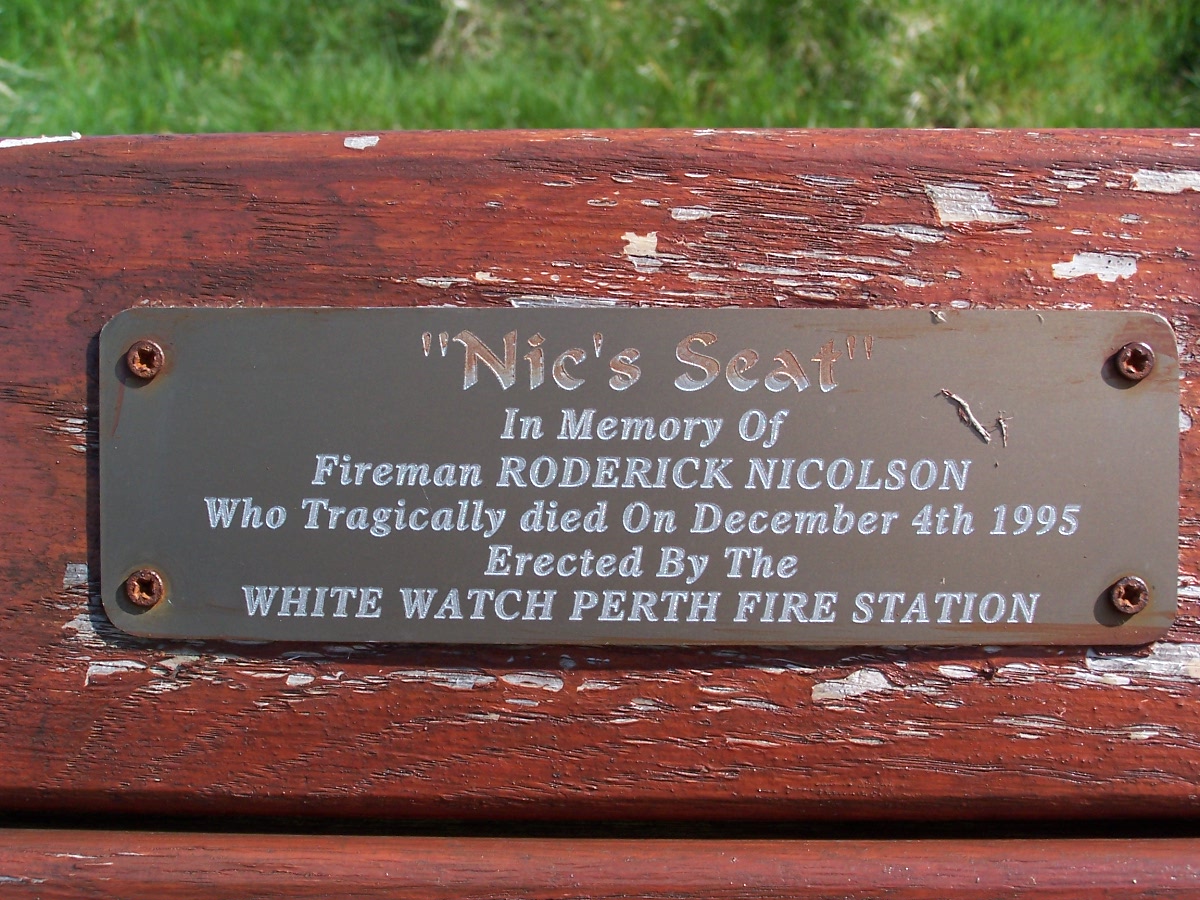 "Nic's Seat"
In Memory Of
Fireman RODERICK NICOLSON
Who Tragically died On December 4th 1995
Erected By The
WHITE WATCH PERTH FIRE STATION